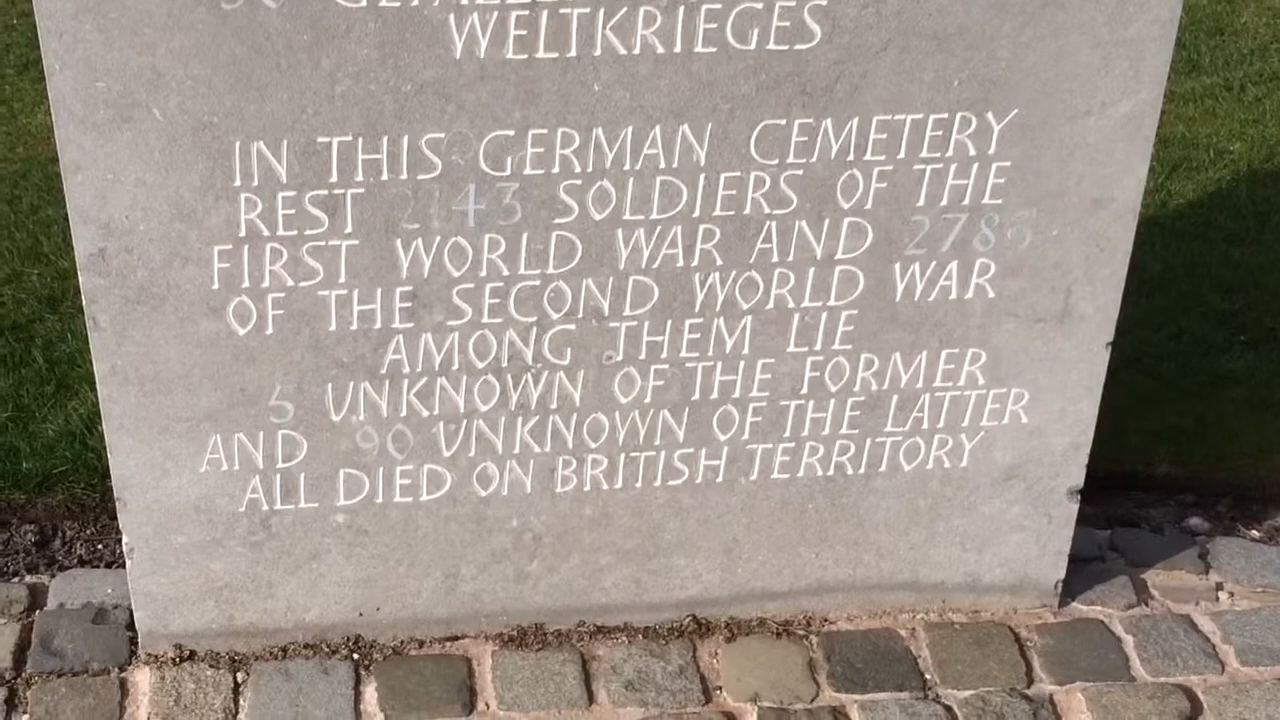 WELTKRIEGES
IN THIS GERMAN CEMETERY
REST 2143 SOLDIERS OF THE
FIRST WORLD WAR AND 2786
OF THE SECOND WORLD WAR
AMONG THEM LIE
5 UNKNOWN OF THE FORMER
AND 90 UNKNOWN OF THE LATTER
ALL DIED ON BRITISH TERRITORY